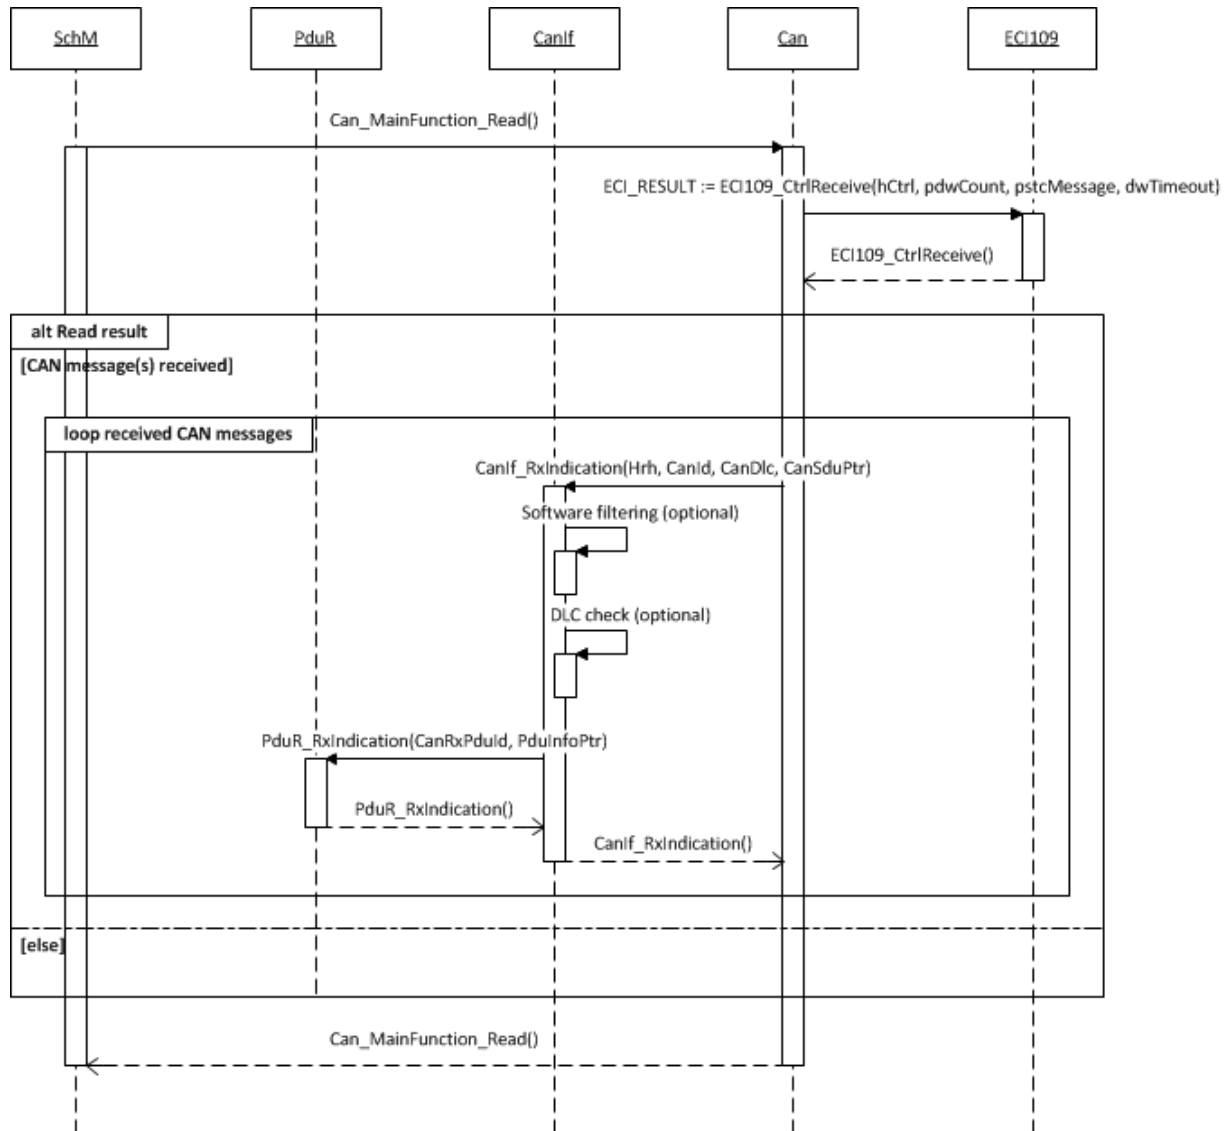 SchM
PduR
CanIf
Can
ECI109
Can_MainFunction_Read()
ECI_RESULT := ECI109_CtrlReceive(hCtrl, pdwCount, pstcMessage, dwTimeout)
ECI109_CtrlReceive()
alt Read result
[CAN message(s) received]
loop received CAN messages
CanIf_RxIndication(Hrh, CanId, CanDlc, CanSduPtr)
Software filtering (optional)
DLC check (optional)
PduR_RxIndication(CanRxPduId, PduInfoPtr)
PduR_RxIndication()
CanIf_RxIndication()
[else]
Can_MainFunction_Read()